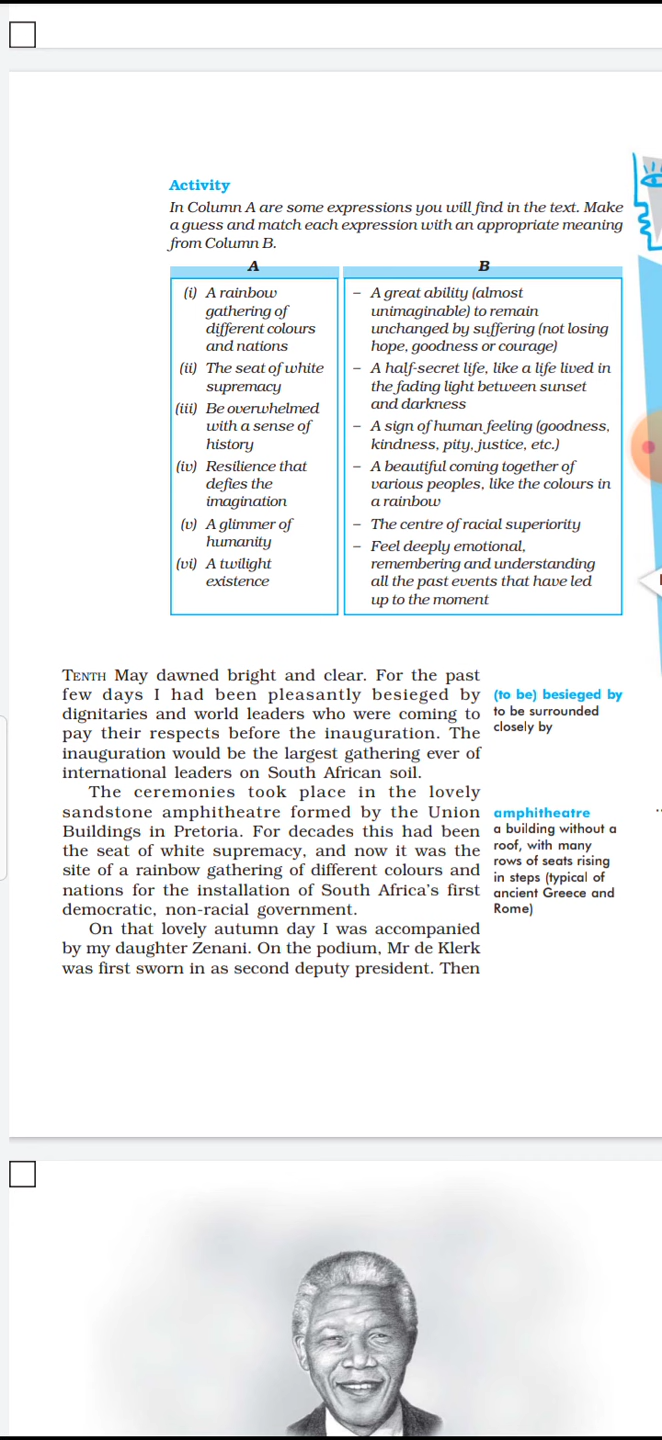 Activity
In Column A are some expressions you will find in the text. Make
a guess and match each expression with an appropriate meaning
from Column B.
A
(i) A rainbow
gathering of
different colours
and nations
(ii) The seat of white
supremacy
(iii) Be overwhelmed
with a sense of
history
(iv) Resilience that
defies the
imagination
(v) A glimmer of
humanity
(vi) A twilight
existence
B
– A great ability (almost
unimaginable) to remain
unchanged by suffering (not losing
hope, goodness or courage)
– A half-secret life, like a life lived in
the fading light between sunset
and darkness
– A sign of human feeling (goodness,
kindness, pity, justice, etc.)
– A beautiful coming together of
various peoples, like the colours in
a rainbow
– The centre of racial superiority
– Feel deeply emotional,
remembering and understanding
all the past events that have led
up to the moment
TENTH May dawned bright and clear. For the past
few days I had been pleasantly besieged by
dignitaries and world leaders who were coming to
pay their respects before the inauguration. The
inauguration would be the largest gathering ever of
international leaders on South African soil.
The ceremonies took place in the lovely
sandstone amphitheatre formed by the Union
Buildings in Pretoria. For decades this had been
the seat of white supremacy, and now it was the
site of a rainbow gathering of different colours and
nations for the installation of South Africa's first
democratic, non-racial government.
On that lovely autumn day I was accompanied
by my daughter Zenani. On the podium, Mr de Klerk
was first sworn in as second deputy president. Then
(to be) besieged by
to be surrounded
closely by
amphitheatre
a building without a
roof, with many
rows of seats rising
in steps (typical of
ancient Greece and
Rome)